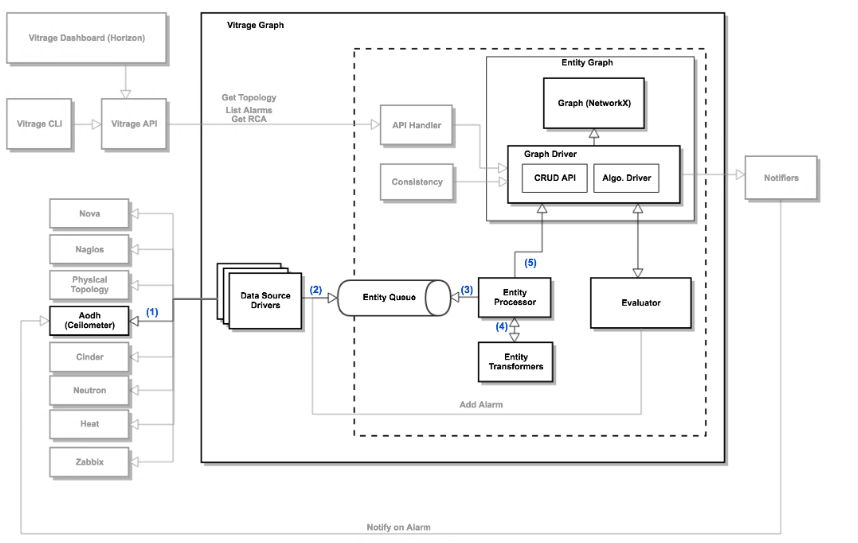 Vitrage Graph
Vitrage Dashboard (Horizon)
Entity Graph
Get Topology
List Alarms
Get RCA
Graph (NetworkX)
Vitrage CLI
Vitrage API
API Handler
Graph Driver
CRUD API
Algo. Driver
Consistency
Notifiers
Nova
Nagios
(5)
Physical
Topology
(2)
(3)
Data Source
Drivers
Entity Queue
Entity
Processor
Evaluator
Aodh
(Ceilometer)
(1)
(4)
Cinder
Entity
Transformers
Neutron
Add Alarm
Heat
Zabbix
Notify on Alarm